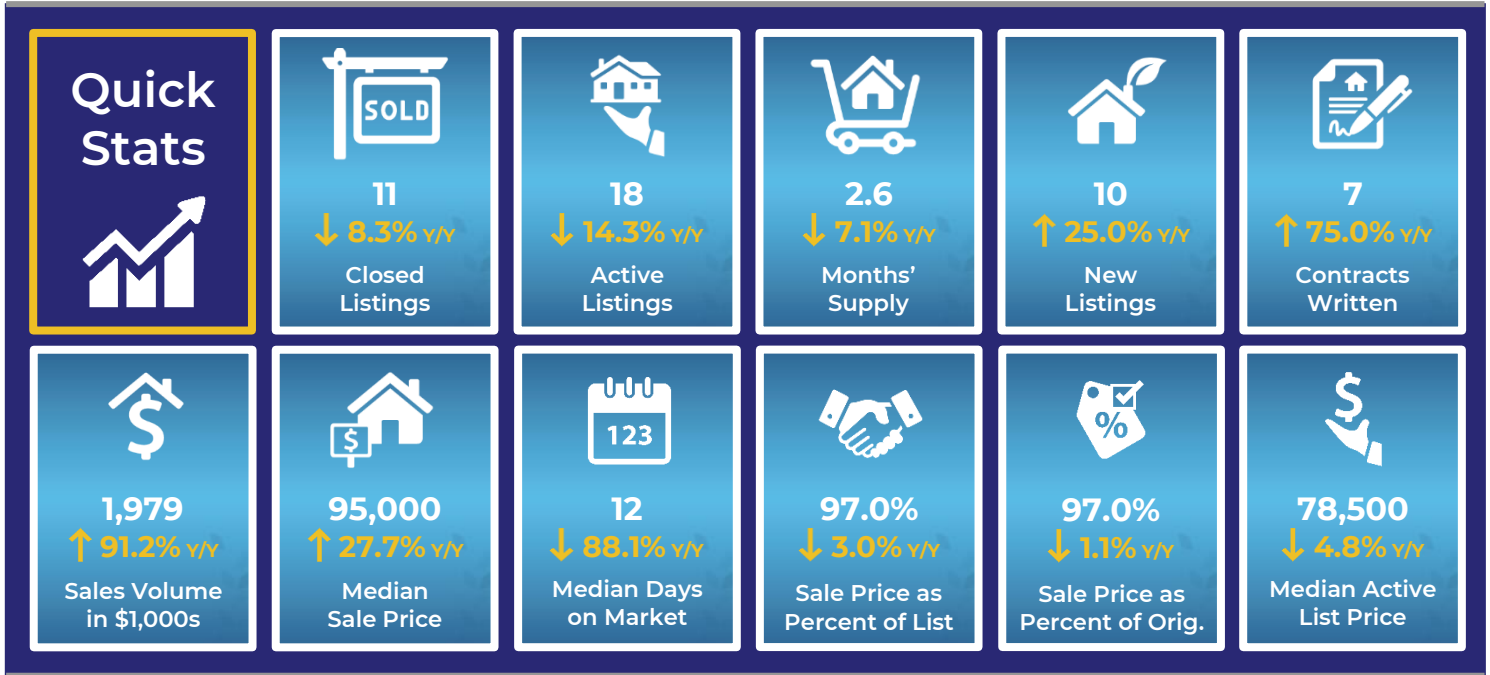 Quick
Stats
SOLD
11
↓ 8.3% Y/Y
Closed
Listings
18
↓ 14.3% Y/Y
Active
Listings
2.6
↓ 7.1% Y/Y
Months’
Supply
10
↑ 25.0% Y/Y
New
Listings
7
↑ 75.0% Y/Y
Contracts
Written
$
1,979
↑ 91.2% Y/Y
Sales Volume
in $1,000s
$
95,000
↑ 27.7% Y/Y
Median
Sale Price
123
12
↓ 88.1% Y/Y
Median Days
on Market
97.0%
↓ 3.0% Y/Y
Sale Price as
Percent of List
%
97.0%
↓ 1.1% Y/Y
Sale Price as
Percent of Orig.
$
78,500
↓ 4.8% Y/Y
Median Active
List Price